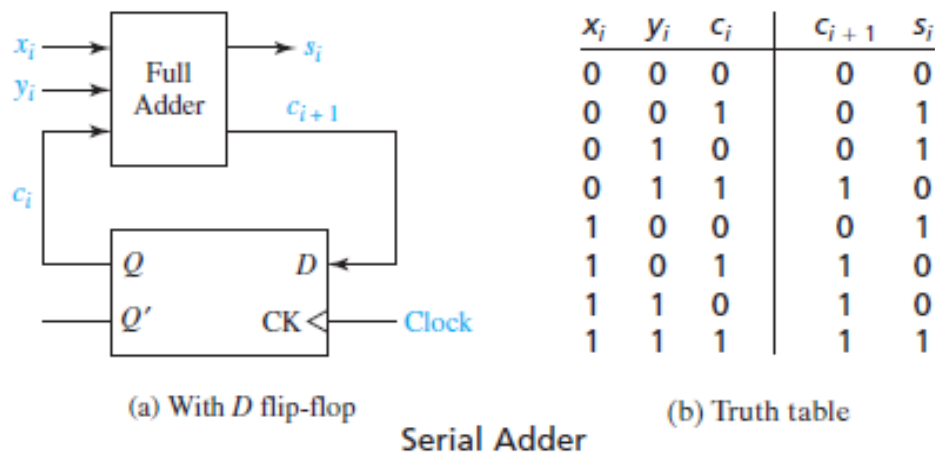 xᵢ
yᵢ
cᵢ
Full
Adder
sᵢ
cᵢ₊₁
Q
D
Q′
CK
Clock
(a) With D flip-flop
xᵢ yᵢ cᵢ cᵢ₊₁ sᵢ
0 0 0 0 0
0 0 1 0 1
0 1 0 0 1
0 1 1 1 0
1 0 0 0 1
1 0 1 1 0
1 1 0 1 0
1 1 1 1 1
(b) Truth table
Serial Adder